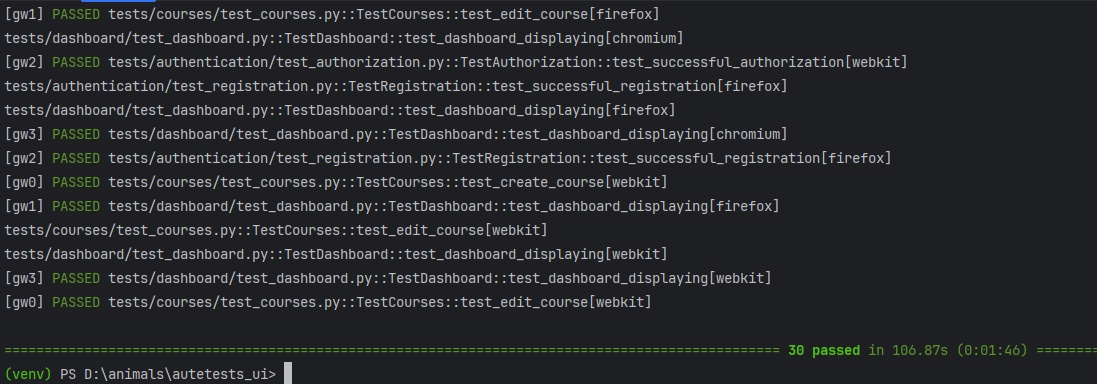 [gw1] PASSED tests/courses/test_courses.py::TestCourses::test_edit_course[firefox]
tests/dashboard/test_dashboard.py::TestDashboard::test_dashboard_displaying[chromium]
[gw2] PASSED tests/authentication/test_authorization.py::TestAuthorization::test_successful_authorization[webkit]
tests/authentication/test_registration.py::TestRegistration::test_successful_registration[firefox]
tests/dashboard/test_dashboard.py::TestDashboard::test_dashboard_displaying[firefox]
[gw3] PASSED tests/dashboard/test_dashboard.py::TestDashboard::test_dashboard_displaying[chromium]
[gw2] PASSED tests/authentication/test_registration.py::TestRegistration::test_successful_registration[firefox]
[gw0] PASSED tests/courses/test_courses.py::TestCourses::test_create_course[webkit]
[gw1] PASSED tests/dashboard/test_dashboard.py::TestDashboard::test_dashboard_displaying[firefox]
tests/courses/test_courses.py::TestCourses::test_edit_course[webkit]
tests/dashboard/test_dashboard.py::TestDashboard::test_dashboard_displaying[webkit]
[gw3] PASSED tests/dashboard/test_dashboard.py::TestDashboard::test_dashboard_displaying[webkit]
[gw0] PASSED tests/courses/test_courses.py::TestCourses::test_edit_course[webkit]
================================================================================================= 30 passed in 106.87s (0:01:46) ========
(venv) PS D:\animals\autetests_ui>